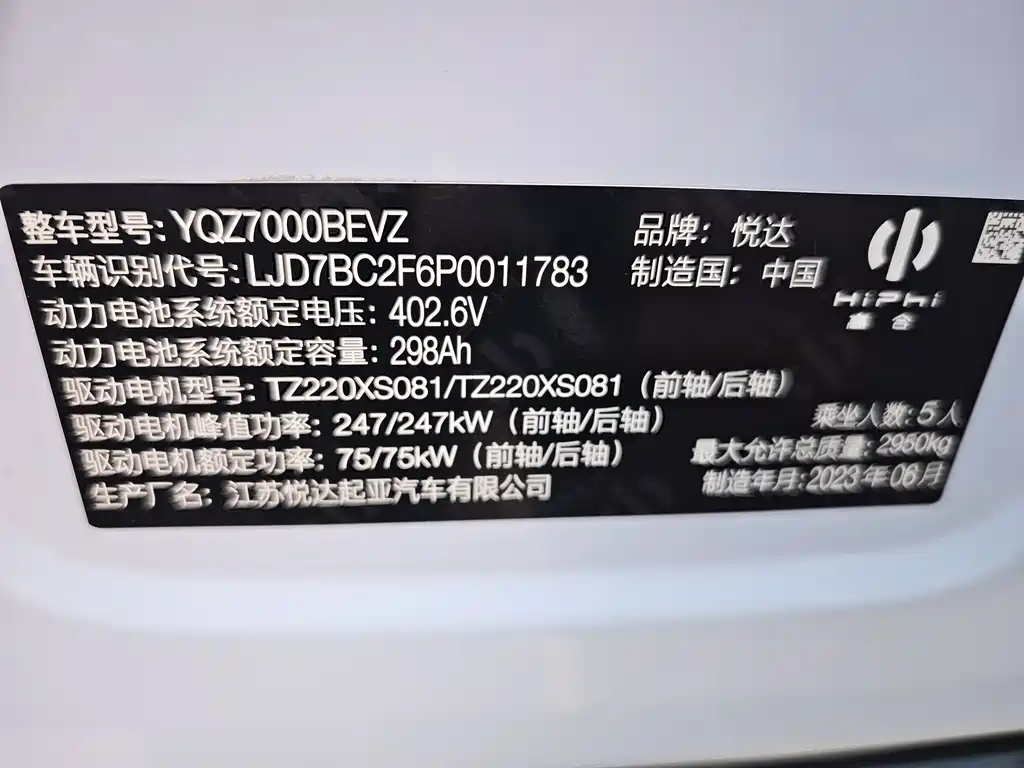 整车型号: YQZ7000BEVZ
品牌: 悦达
车辆识别代号: LJD7BC2F6P0011783
制造国: 中国
HiPhi
高合
动力电池系统额定电压: 402.6V
动力电池系统额定容量: 298Ah
驱动电机型号: TZ220XS081/TZ220XS081 (前轴/后轴)
驱动电机峰值功率: 247/247kW (前轴/后轴)
乘坐人数: 5人
驱动电机额定功率: 75/75kW (前轴/后轴)
最大允许总质量: 2950kg
生产厂名: 江苏悦达起亚汽车有限公司
制造年月: 2023年06月